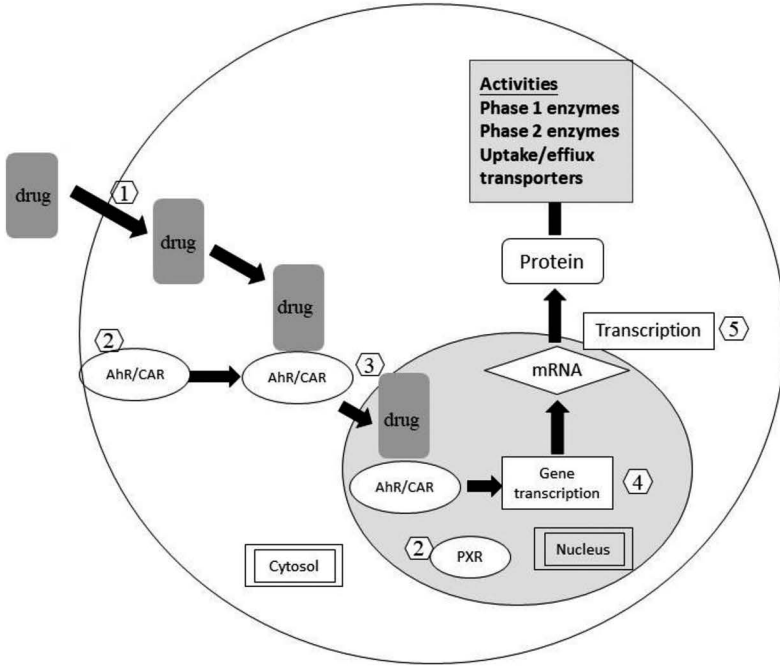 Activities
Phase 1 enzymes
Phase 2 enzymes
Uptake/effiux
transporters
1
drug
drug
drug
Protein
Transcription
5
2
AhR/CAR
AhR/CAR
3
mRNA
drug
AhR/CAR
Gene
transcription
4
2
PXR
Nucleus
Cytosol